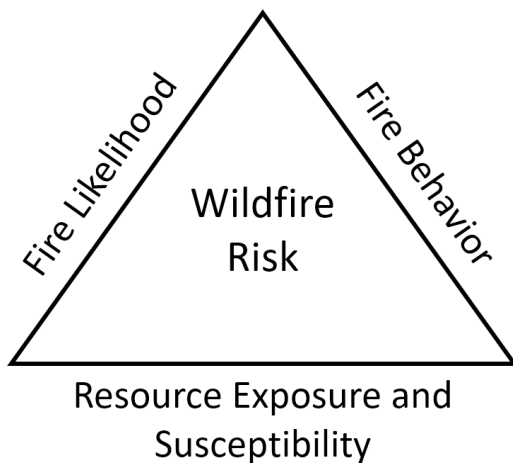 Fire Likelihood
Fire Behavior
Wildfire
Risk
Resource Exposure and
Susceptibility